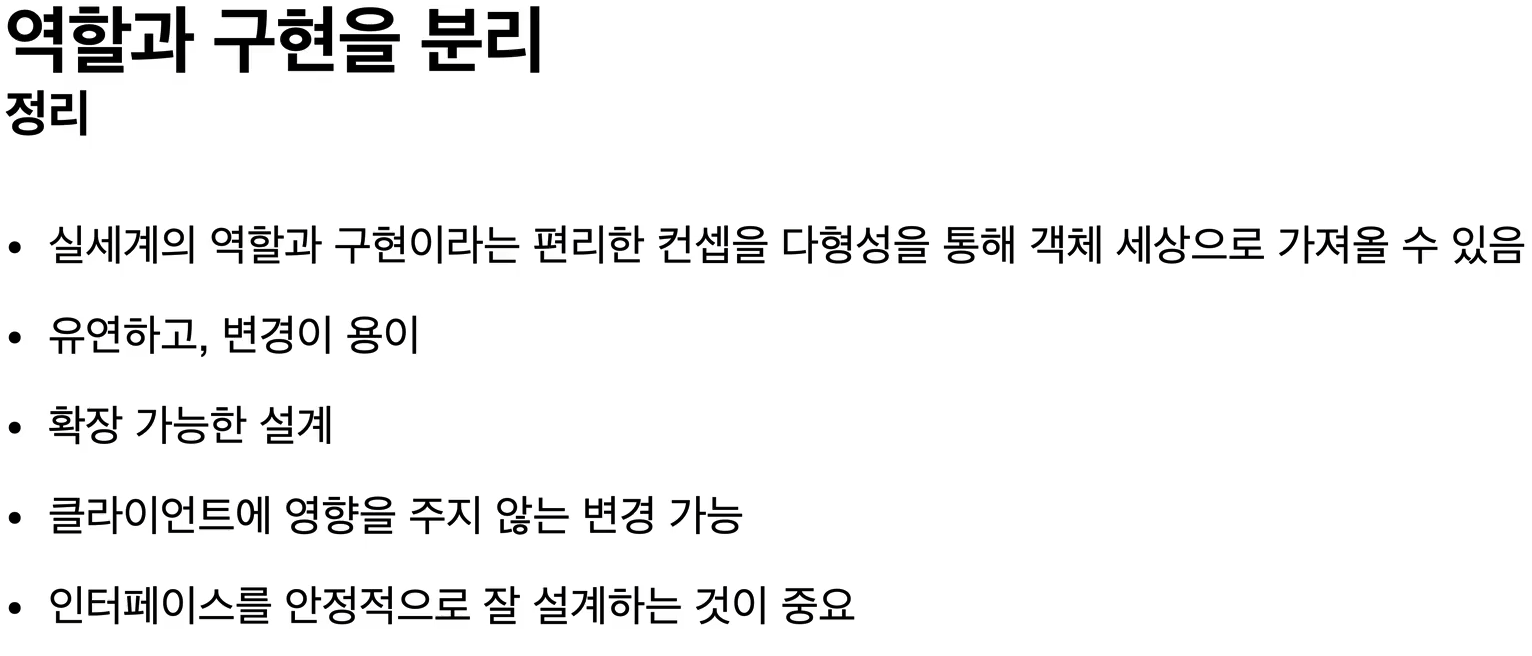 역할과 구현을 분리
정리
• 실세계의 역할과 구현이라는 편리한 컨셉을 다형성을 통해 객체 세상으로 가져올 수 있음
• 유연하고, 변경이 용이
• 확장 가능한 설계
• 클라이언트에 영향을 주지 않는 변경 가능
• 인터페이스를 안정적으로 잘 설계하는 것이 중요